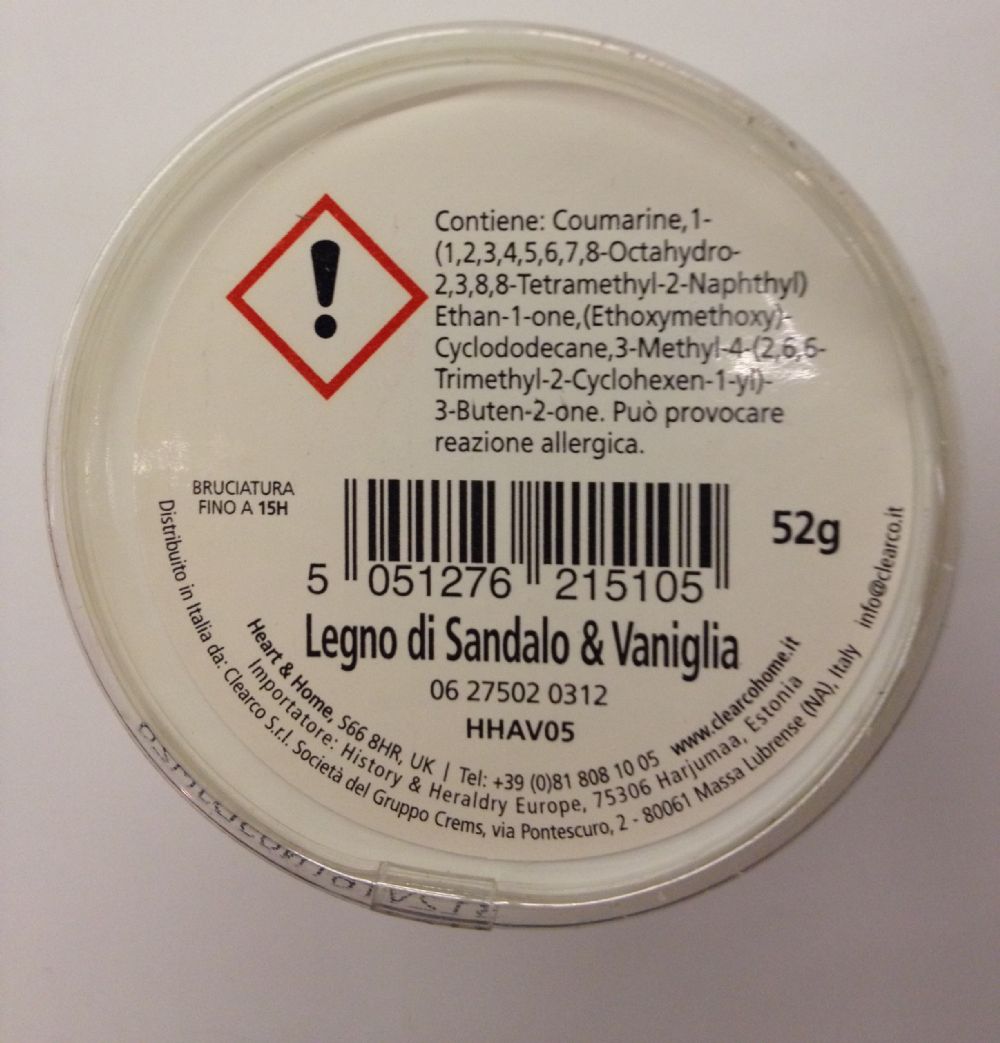 Contiene: Coumarine,1-
(1,2,3,4,5,6,7,8-Octahydro-
2,3,8,8-Tetramethyl-2-Naphthyl)
Ethan-1-one,(Ethoxymethoxy)-
Cyclododecane,3-Methyl-4-(2,6,6-
Trimethyl-2-Cyclohexen-1-yl)-
3-Buten-2-one. Può provocare
reazione allergica.
BRUCIATURA
FINO A 15H
52g
5 051276 215105
Legno di Sandalo & Vaniglia
06 27502 0312
HHAV05
Heart & Home, S66 8HR, UK | Tel: +39 (0)81 808 10 05 www.clearcohome.it
Importatore: History & Heraldry Europe, 75306 Harjumaa, Estonia
Distribuito in Italia da: Clearco S.r.l. Società del Gruppo Crems, via Pontescuro, 2 - 80061 Massa Lubrense (NA), Italy info@clearco.it